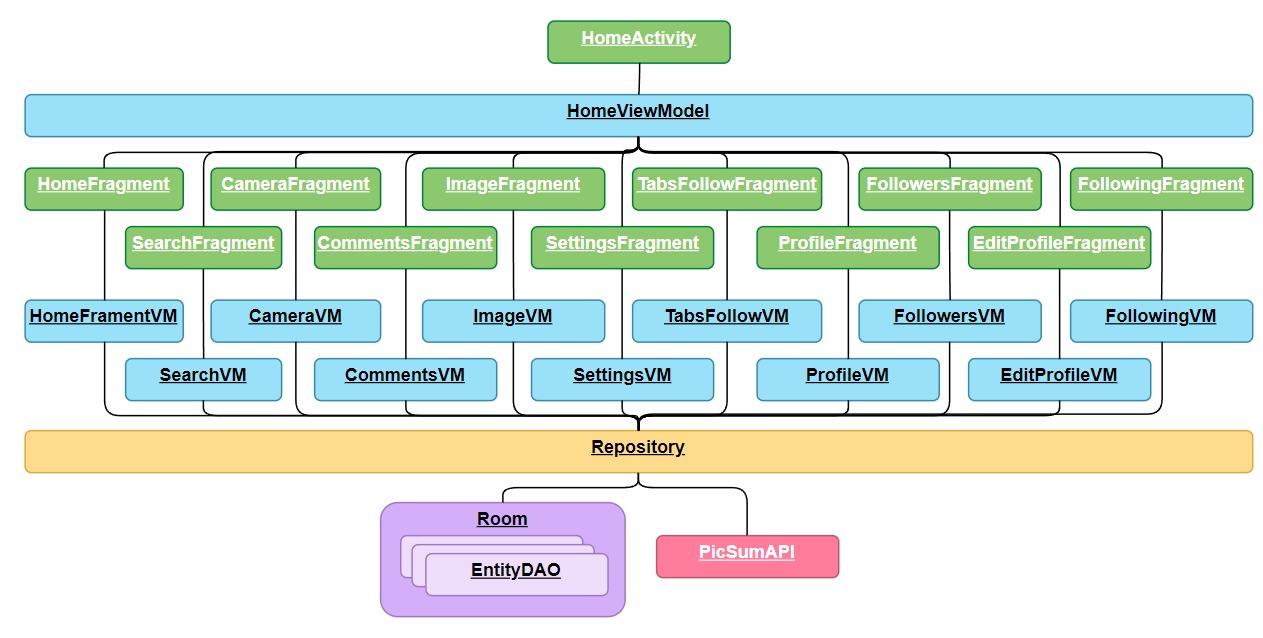 HomeActivity
HomeViewModel
HomeFragment
CameraFragment
ImageFragment
TabsFollowFragment
FollowersFragment
FollowingFragment
SearchFragment
CommentsFragment
SettingsFragment
ProfileFragment
EditProfileFragment
HomeFramentVM
CameraVM
ImageVM
TabsFollowVM
FollowersVM
FollowingVM
SearchVM
CommentsVM
SettingsVM
ProfileVM
EditProfileVM
Repository
Room
PicSumAPI
EntityDAO